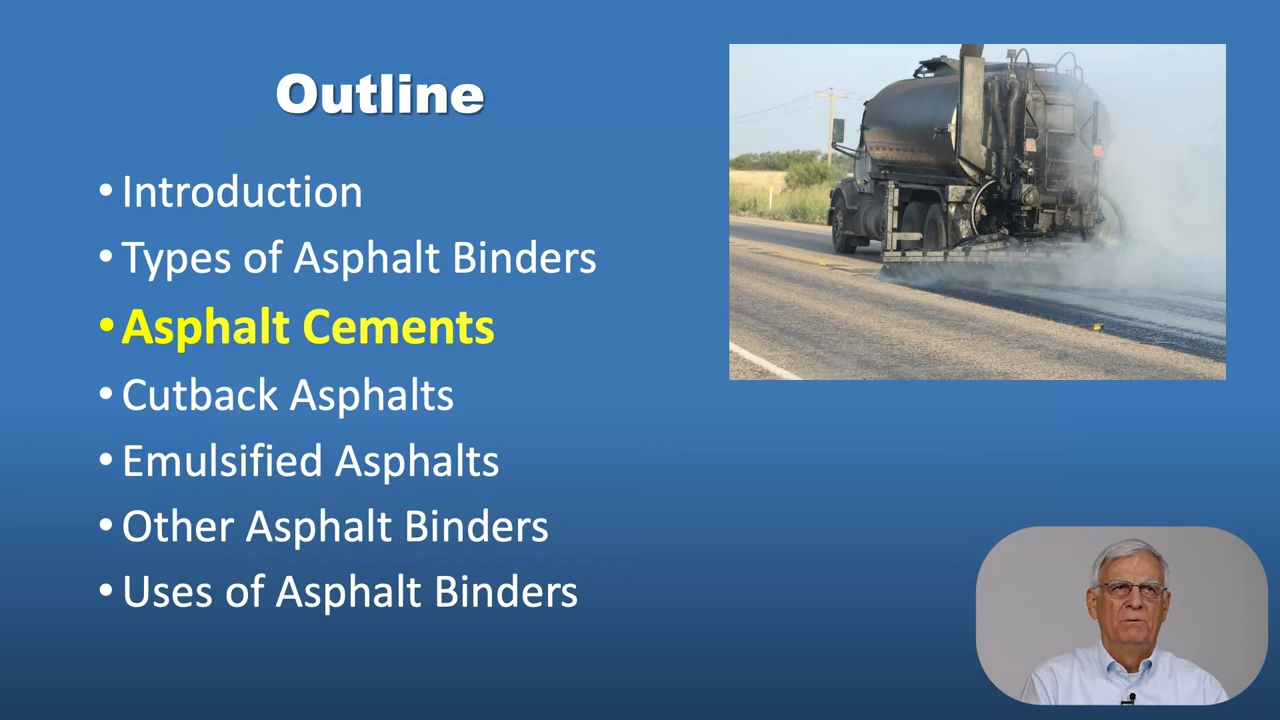 Outline
• Introduction
• Types of Asphalt Binders
• Asphalt Cements
• Cutback Asphalts
• Emulsified Asphalts
• Other Asphalt Binders
• Uses of Asphalt Binders